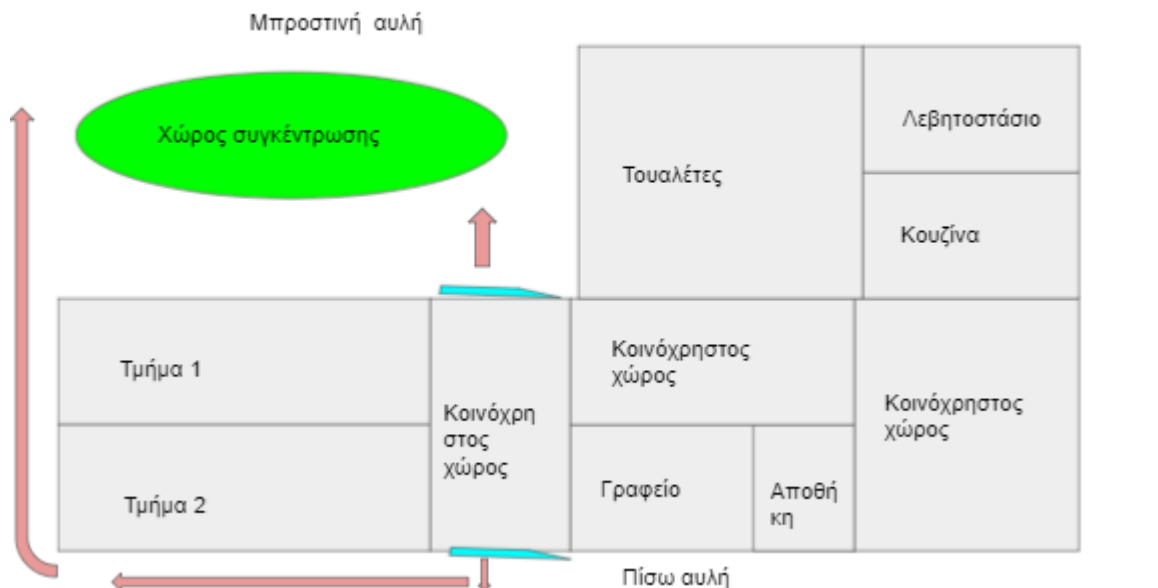 Μπροστινή αυλή
Χώρος συγκέντρωσης
Τουαλέτες
Λεβητοστάσιο
Κουζίνα
Τμήμα 1
Κοινόχρηστος
χώρος
Κοινόχρη
στος
χώρος
Κοινόχρηστος
χώρος
Τμήμα 2
Γραφείο
Αποθή
κη
Πίσω αυλή